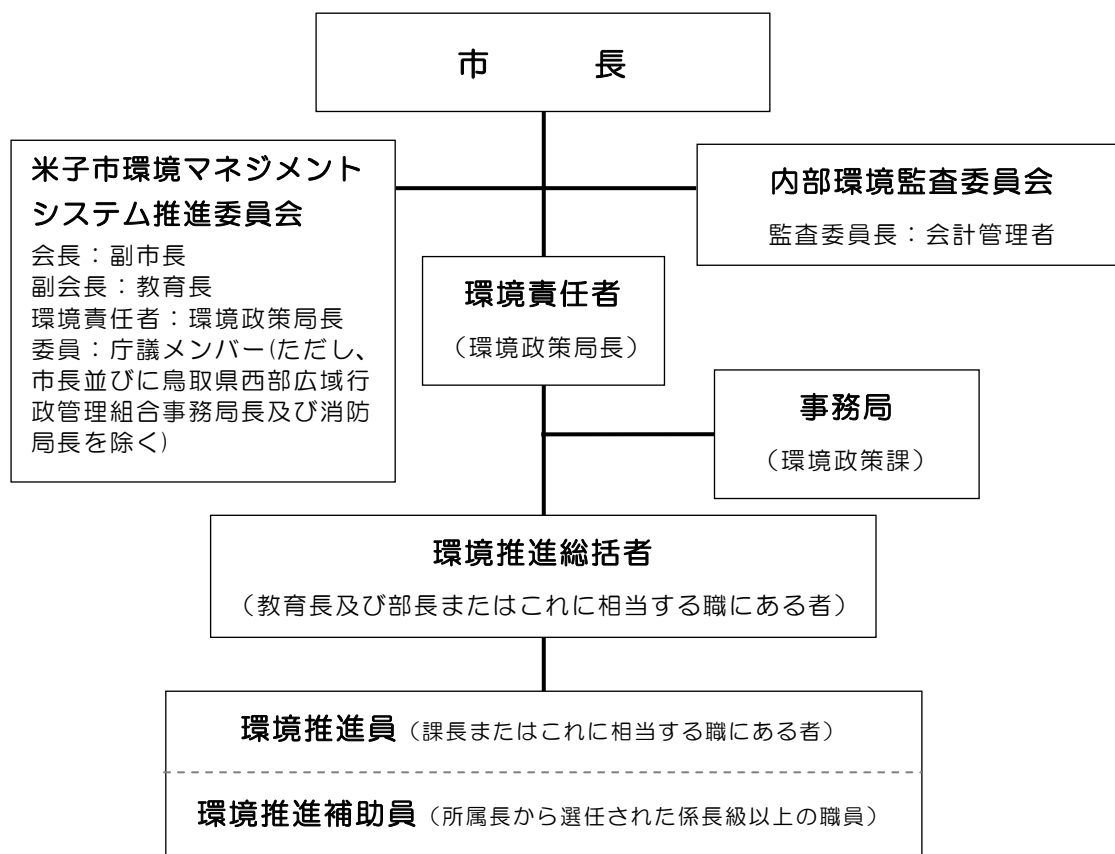 市　　　長
米子市環境マネジメント
システム推進委員会
会長：副市長
副会長：教育長
環境責任者：環境政策局長
委員：庁議メンバー(ただし、
市長並びに鳥取県西部広域行
政管理組合事務局長及び消防
局長を除く)
内部環境監査委員会
監査委員長：会計管理者
環境責任者
（環境政策局長）
事務局
（環境政策課）
環境推進総括者
（教育長及び部長またはこれに相当する職にある者）
環境推進員（課長またはこれに相当する職にある者）
環境推進補助員（所属長から選任された係長級以上の職員）